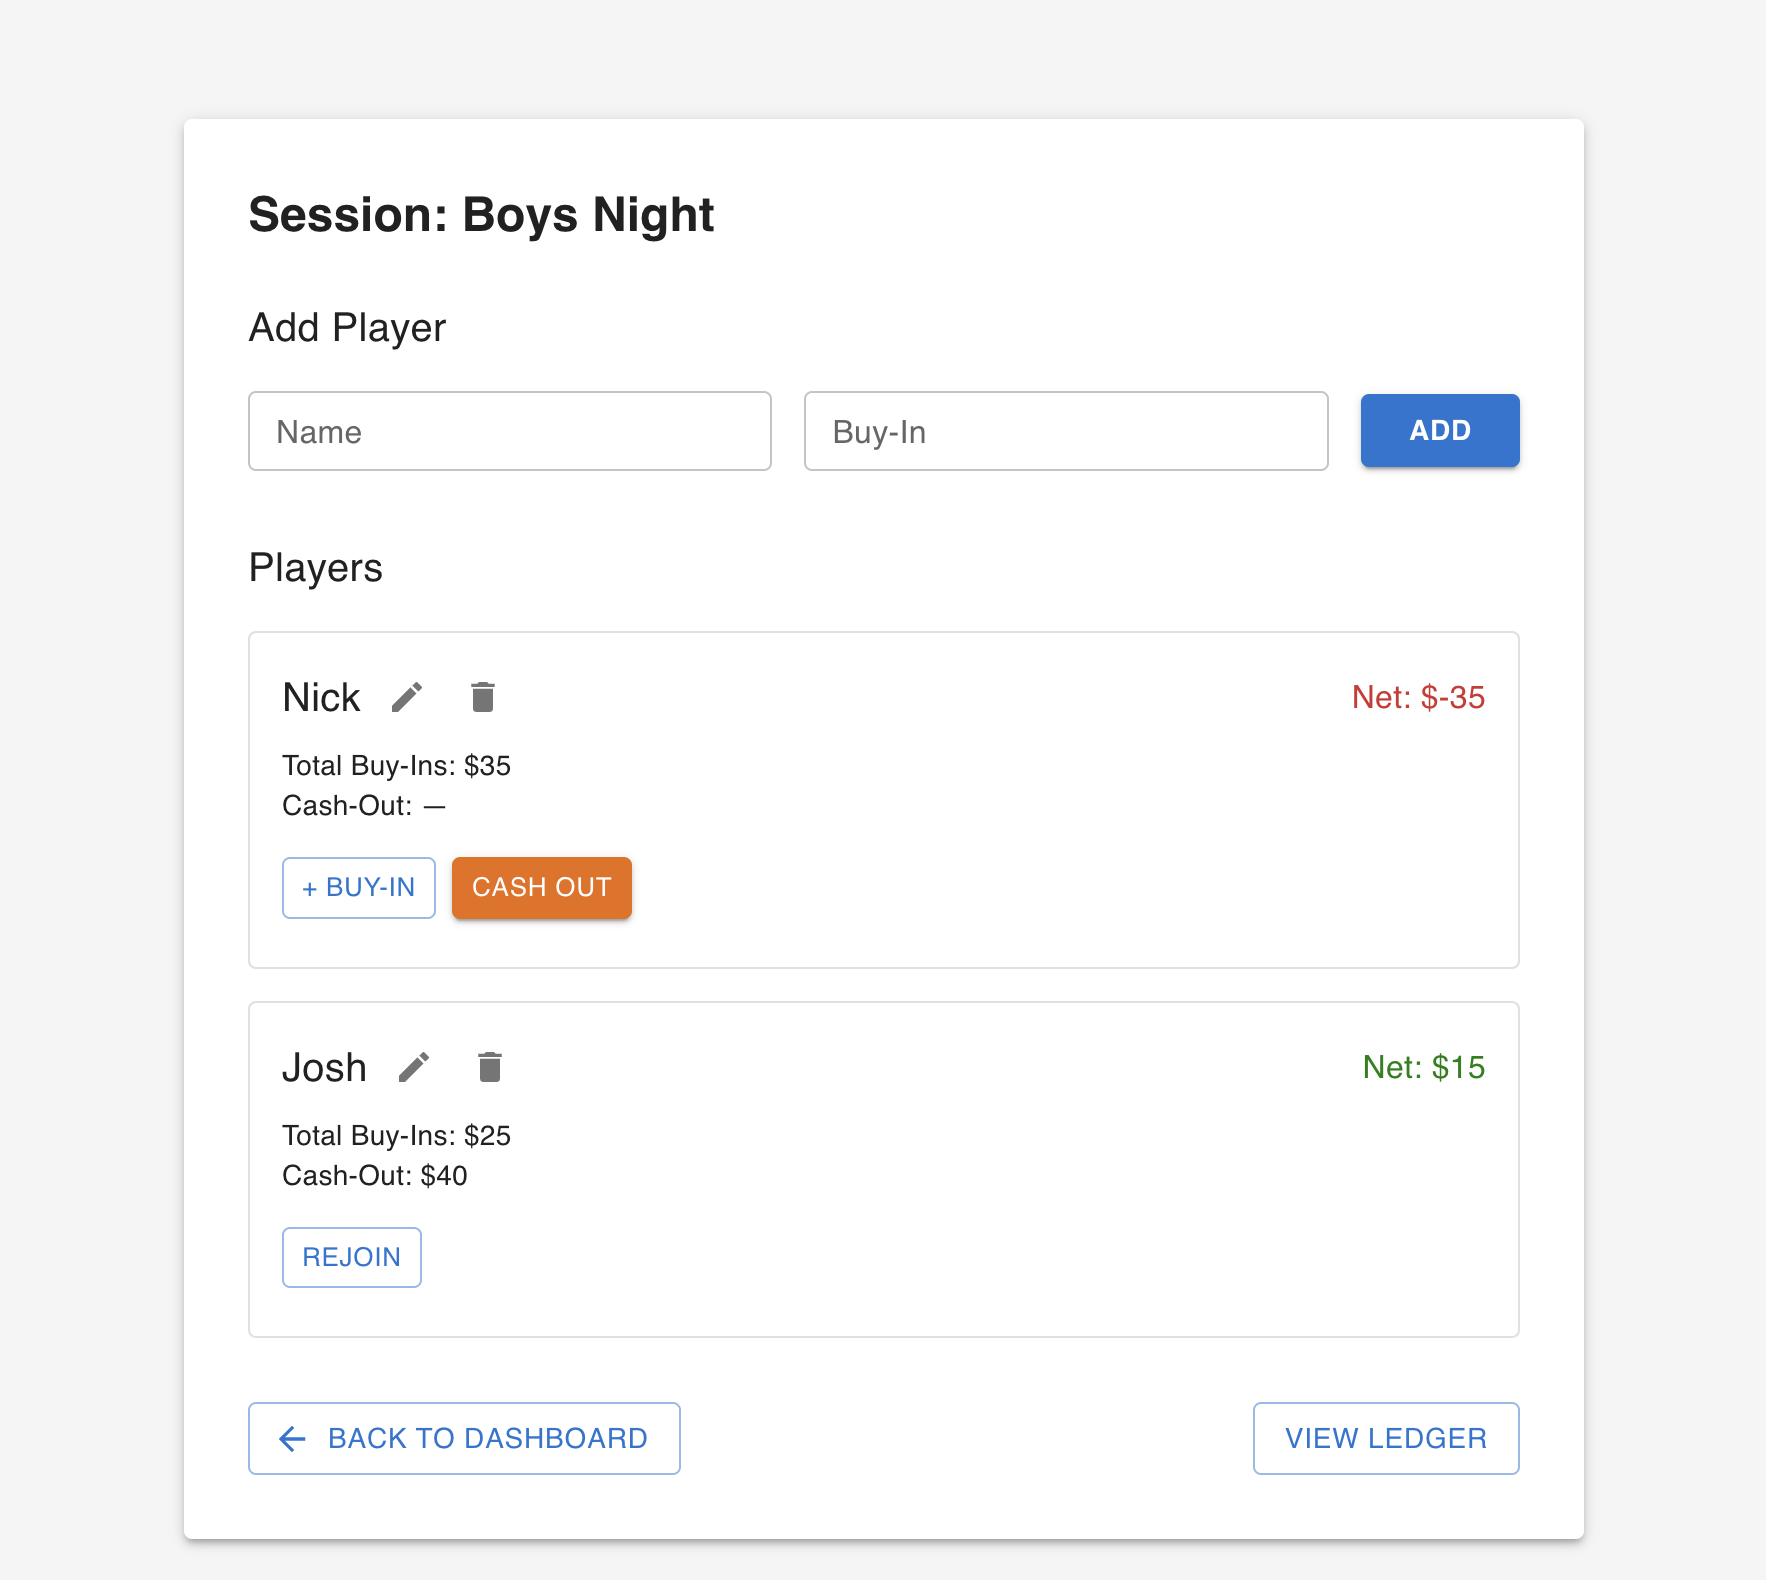 Session: Boys Night
Add Player
Name
Buy-In
ADD
Players
Nick
Net: $-35
Total Buy-Ins: $35
Cash-Out: —
+ BUY-IN
CASH OUT
Josh
Net: $15
Total Buy-Ins: $25
Cash-Out: $40
REJOIN
BACK TO DASHBOARD
VIEW LEDGER